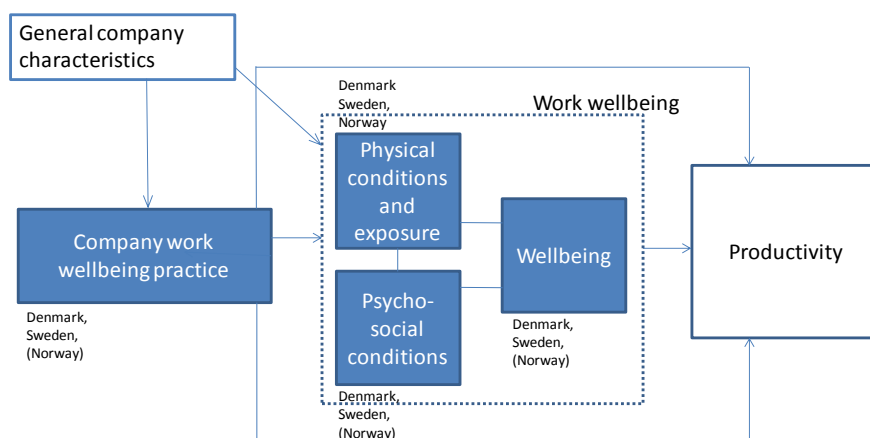 General company
characteristics
Denmark
Sweden,
Norway
Work wellbeing
Physical
conditions
and
exposure
Company work
wellbeing practice
Wellbeing
Productivity
Psycho-
social
conditions
Denmark,
Sweden,
(Norway)
Denmark,
Sweden,
(Norway)
Denmark,
Sweden,
(Norway)